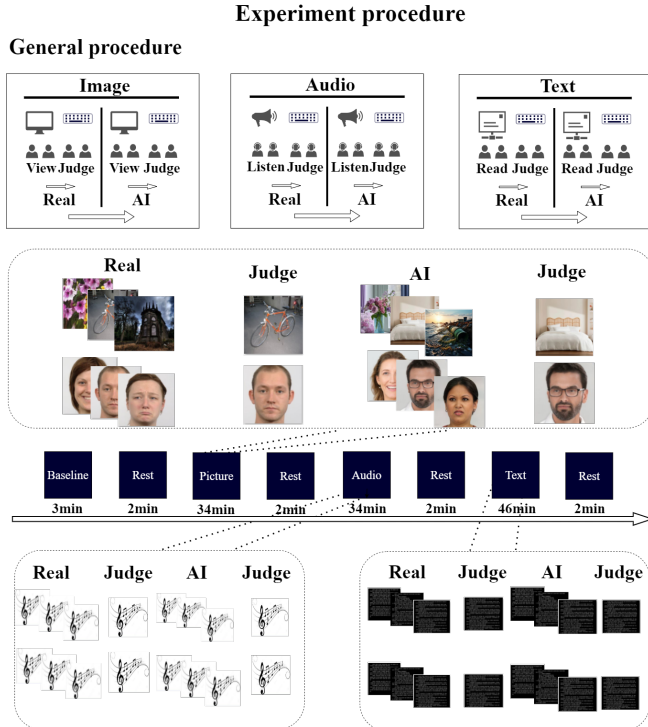 Experiment procedure
General procedure
Image Audio Text
View Judge View Judge Listen Judge Listen Judge Read Judge Read Judge
Real AI Real AI Real AI
Real Judge AI Judge
Baseline Rest Picture Rest Audio Rest Text Rest
3min 2min 34min 2min 34min 2min 46min 2min
Real Judge AI Judge Real Judge AI Judge